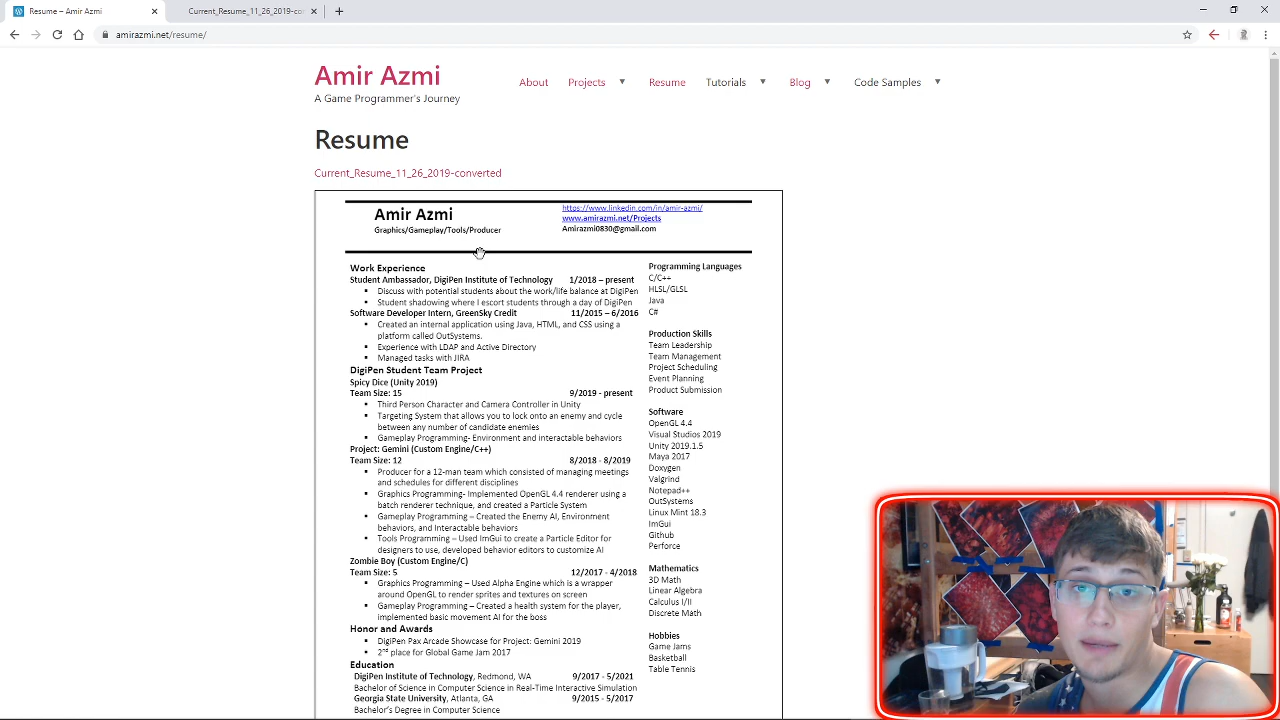 Resume – Amir Azmi
Current_Resume_11_26_2019-co
amirazmi.net/resume/
Amir Azmi
A Game Programmer's Journey
About
Projects
Resume
Tutorials
Blog
Code Samples
Resume
Current_Resume_11_26_2019-converted
Amir Azmi
Graphics/Gameplay/Tools/Producer
https://www.linkedin.com/in/amir-azmi/
www.amirazmi.net/Projects
Amirazmi0830@gmail.com
Work Experience
Student Ambassador, DigiPen Institute of Technology 1/2018 – present
Discuss with potential students about the work/life balance at DigiPen
Student shadowing where I escort students through a day of DigiPen
Software Developer Intern, GreenSky Credit 11/2015 – 6/2016
Created an internal application using Java, HTML, and CSS using a
platform called OutSystems.
Experience with LDAP and Active Directory
Managed tasks with JIRA
DigiPen Student Team Project
Spicy Dice (Unity 2019)
Team Size: 15 9/2019 - present
Third Person Character and Camera Controller in Unity
Targeting System that allows you to lock onto an enemy and cycle
between any number of candidate enemies
Gameplay Programming- Environment and interactable behaviors
Project: Gemini (Custom Engine/C++)
Team Size: 12 8/2018 - 8/2019
Producer for a 12-man team which consisted of managing meetings
and schedules for different disciplines
Graphics Programming- Implemented OpenGL 4.4 renderer using a
batch renderer technique, and created a Particle System
Gameplay Programming – Created the Enemy AI, Environment
behaviors, and Interactable behaviors
Tools Programming – Used ImGui to create a Particle Editor for
designers to use, developed behavior editors to customize AI
Zombie Boy (Custom Engine/C)
Team Size: 5 12/2017 - 4/2018
Graphics Programming – Used Alpha Engine which is a wrapper
around OpenGL to render sprites and textures on screen
Gameplay Programming – Created a health system for the player,
implemented basic movement AI for the boss
Honor and Awards
DigiPen Pax Arcade Showcase for Project: Gemini 2019
2nd place for Global Game Jam 2017
Education
DigiPen Institute of Technology, Redmond, WA 9/2017 - 5/2021
Bachelor of Science in Computer Science in Real-Time Interactive Simulation
Georgia State University, Atlanta, GA 9/2015 - 5/2017
Bachelor's Degree in Computer Science
Programming Languages
C/C++
HLSL/GLSL
Java
C#
Production Skills
Team Leadership
Team Management
Project Scheduling
Event Planning
Product Submission
Software
OpenGL 4.4
Visual Studios 2019
Unity 2019.1.5
Maya 2017
Doxygen
Valgrind
Notepad++
OutSystems
Linux Mint 18.3
ImGui
Github
Perforce
Mathematics
3D Math
Linear Algebra
Calculus I/II
Discrete Math
Hobbies
Game Jams
Basketball
Table Tennis